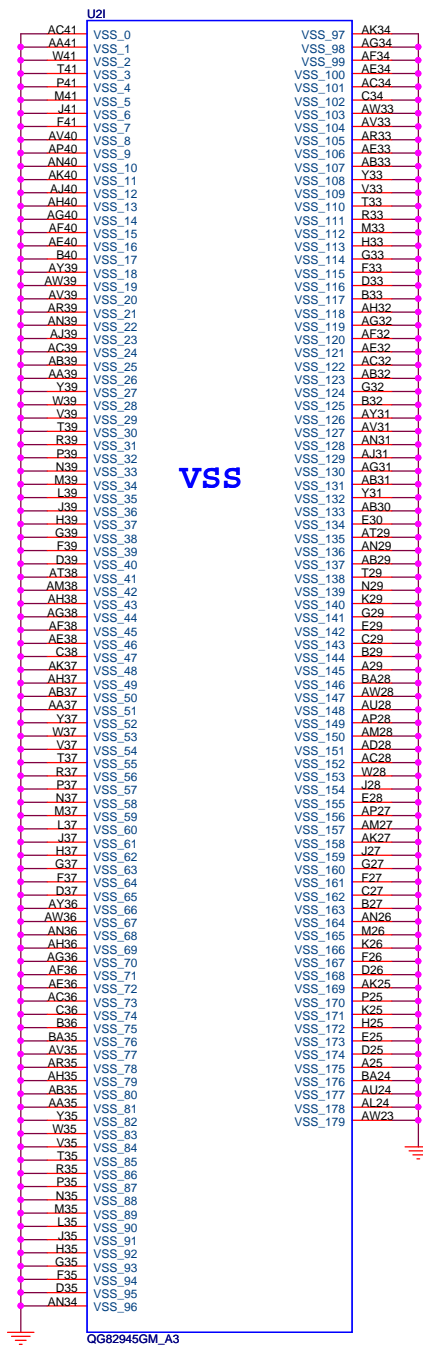 U2I
AC41 VSS_0
AA41 VSS_1
W41 VSS_2
T41 VSS_3
P41 VSS_4
M41 VSS_5
J41 VSS_6
F41 VSS_7
AV40 VSS_8
AP40 VSS_9
AN40 VSS_10
AK40 VSS_11
AJ40 VSS_12
AH40 VSS_13
AG40 VSS_14
AF40 VSS_15
AE40 VSS_16
B40 VSS_17
AY39 VSS_18
AW39 VSS_19
AV39 VSS_20
AR39 VSS_21
AN39 VSS_22
AJ39 VSS_23
AC39 VSS_24
AB39 VSS_25
AA39 VSS_26
Y39 VSS_27
W39 VSS_28
V39 VSS_29
T39 VSS_30
R39 VSS_31
P39 VSS_32
N39 VSS_33
M39 VSS_34
L39 VSS_35
J39 VSS_36
H39 VSS_37
G39 VSS_38
F39 VSS_39
D39 VSS_40
AT38 VSS_41
AM38 VSS_42
AH38 VSS_43
AG38 VSS_44
AF38 VSS_45
AE38 VSS_46
C38 VSS_47
AK37 VSS_48
AH37 VSS_49
AB37 VSS_50
AA37 VSS_51
Y37 VSS_52
W37 VSS_53
V37 VSS_54
T37 VSS_55
R37 VSS_56
P37 VSS_57
N37 VSS_58
M37 VSS_59
L37 VSS_60
J37 VSS_61
H37 VSS_62
G37 VSS_63
F37 VSS_64
D37 VSS_65
AY36 VSS_66
AW36 VSS_67
AN36 VSS_68
AH36 VSS_69
AG36 VSS_70
AF36 VSS_71
AE36 VSS_72
AC36 VSS_73
C36 VSS_74
B36 VSS_75
BA35 VSS_76
AV35 VSS_77
AR35 VSS_78
AH35 VSS_79
AB35 VSS_80
AA35 VSS_81
Y35 VSS_82
W35 VSS_83
V35 VSS_84
T35 VSS_85
R35 VSS_86
P35 VSS_87
N35 VSS_88
M35 VSS_89
L35 VSS_90
J35 VSS_91
H35 VSS_92
G35 VSS_93
F35 VSS_94
D35 VSS_95
AN34 VSS_96
VSS
VSS_97 AK34
VSS_98 AG34
VSS_99 AF34
VSS_100 AE34
VSS_101 AC34
VSS_102 C34
VSS_103 AW33
VSS_104 AV33
VSS_105 AR33
VSS_106 AE33
VSS_107 AB33
VSS_108 Y33
VSS_109 V33
VSS_110 T33
VSS_111 R33
VSS_112 M33
VSS_113 H33
VSS_114 G33
VSS_115 F33
VSS_116 D33
VSS_117 B33
VSS_118 AH32
VSS_119 AG32
VSS_120 AF32
VSS_121 AE32
VSS_122 AC32
VSS_123 AB32
VSS_124 G32
VSS_125 B32
VSS_126 AY31
VSS_127 AV31
VSS_128 AN31
VSS_129 AJ31
VSS_130 AG31
VSS_131 AB31
VSS_132 Y31
VSS_133 AB30
VSS_134 E30
VSS_135 AT29
VSS_136 AN29
VSS_137 AB29
VSS_138 T29
VSS_139 N29
VSS_140 K29
VSS_141 G29
VSS_142 E29
VSS_143 C29
VSS_144 B29
VSS_145 A29
VSS_146 BA28
VSS_147 AW28
VSS_148 AU28
VSS_149 AP28
VSS_150 AM28
VSS_151 AD28
VSS_152 AC28
VSS_153 W28
VSS_154 J28
VSS_155 E28
VSS_156 AP27
VSS_157 AM27
VSS_158 AK27
VSS_159 J27
VSS_160 G27
VSS_161 F27
VSS_162 C27
VSS_163 B27
VSS_164 AN26
VSS_165 M26
VSS_166 K26
VSS_167 F26
VSS_168 D26
VSS_169 AK25
VSS_170 P25
VSS_171 K25
VSS_172 H25
VSS_173 E25
VSS_174 D25
VSS_175 A25
VSS_176 BA24
VSS_177 AU24
VSS_178 AL24
VSS_179 AW23
QG82945GM_A3